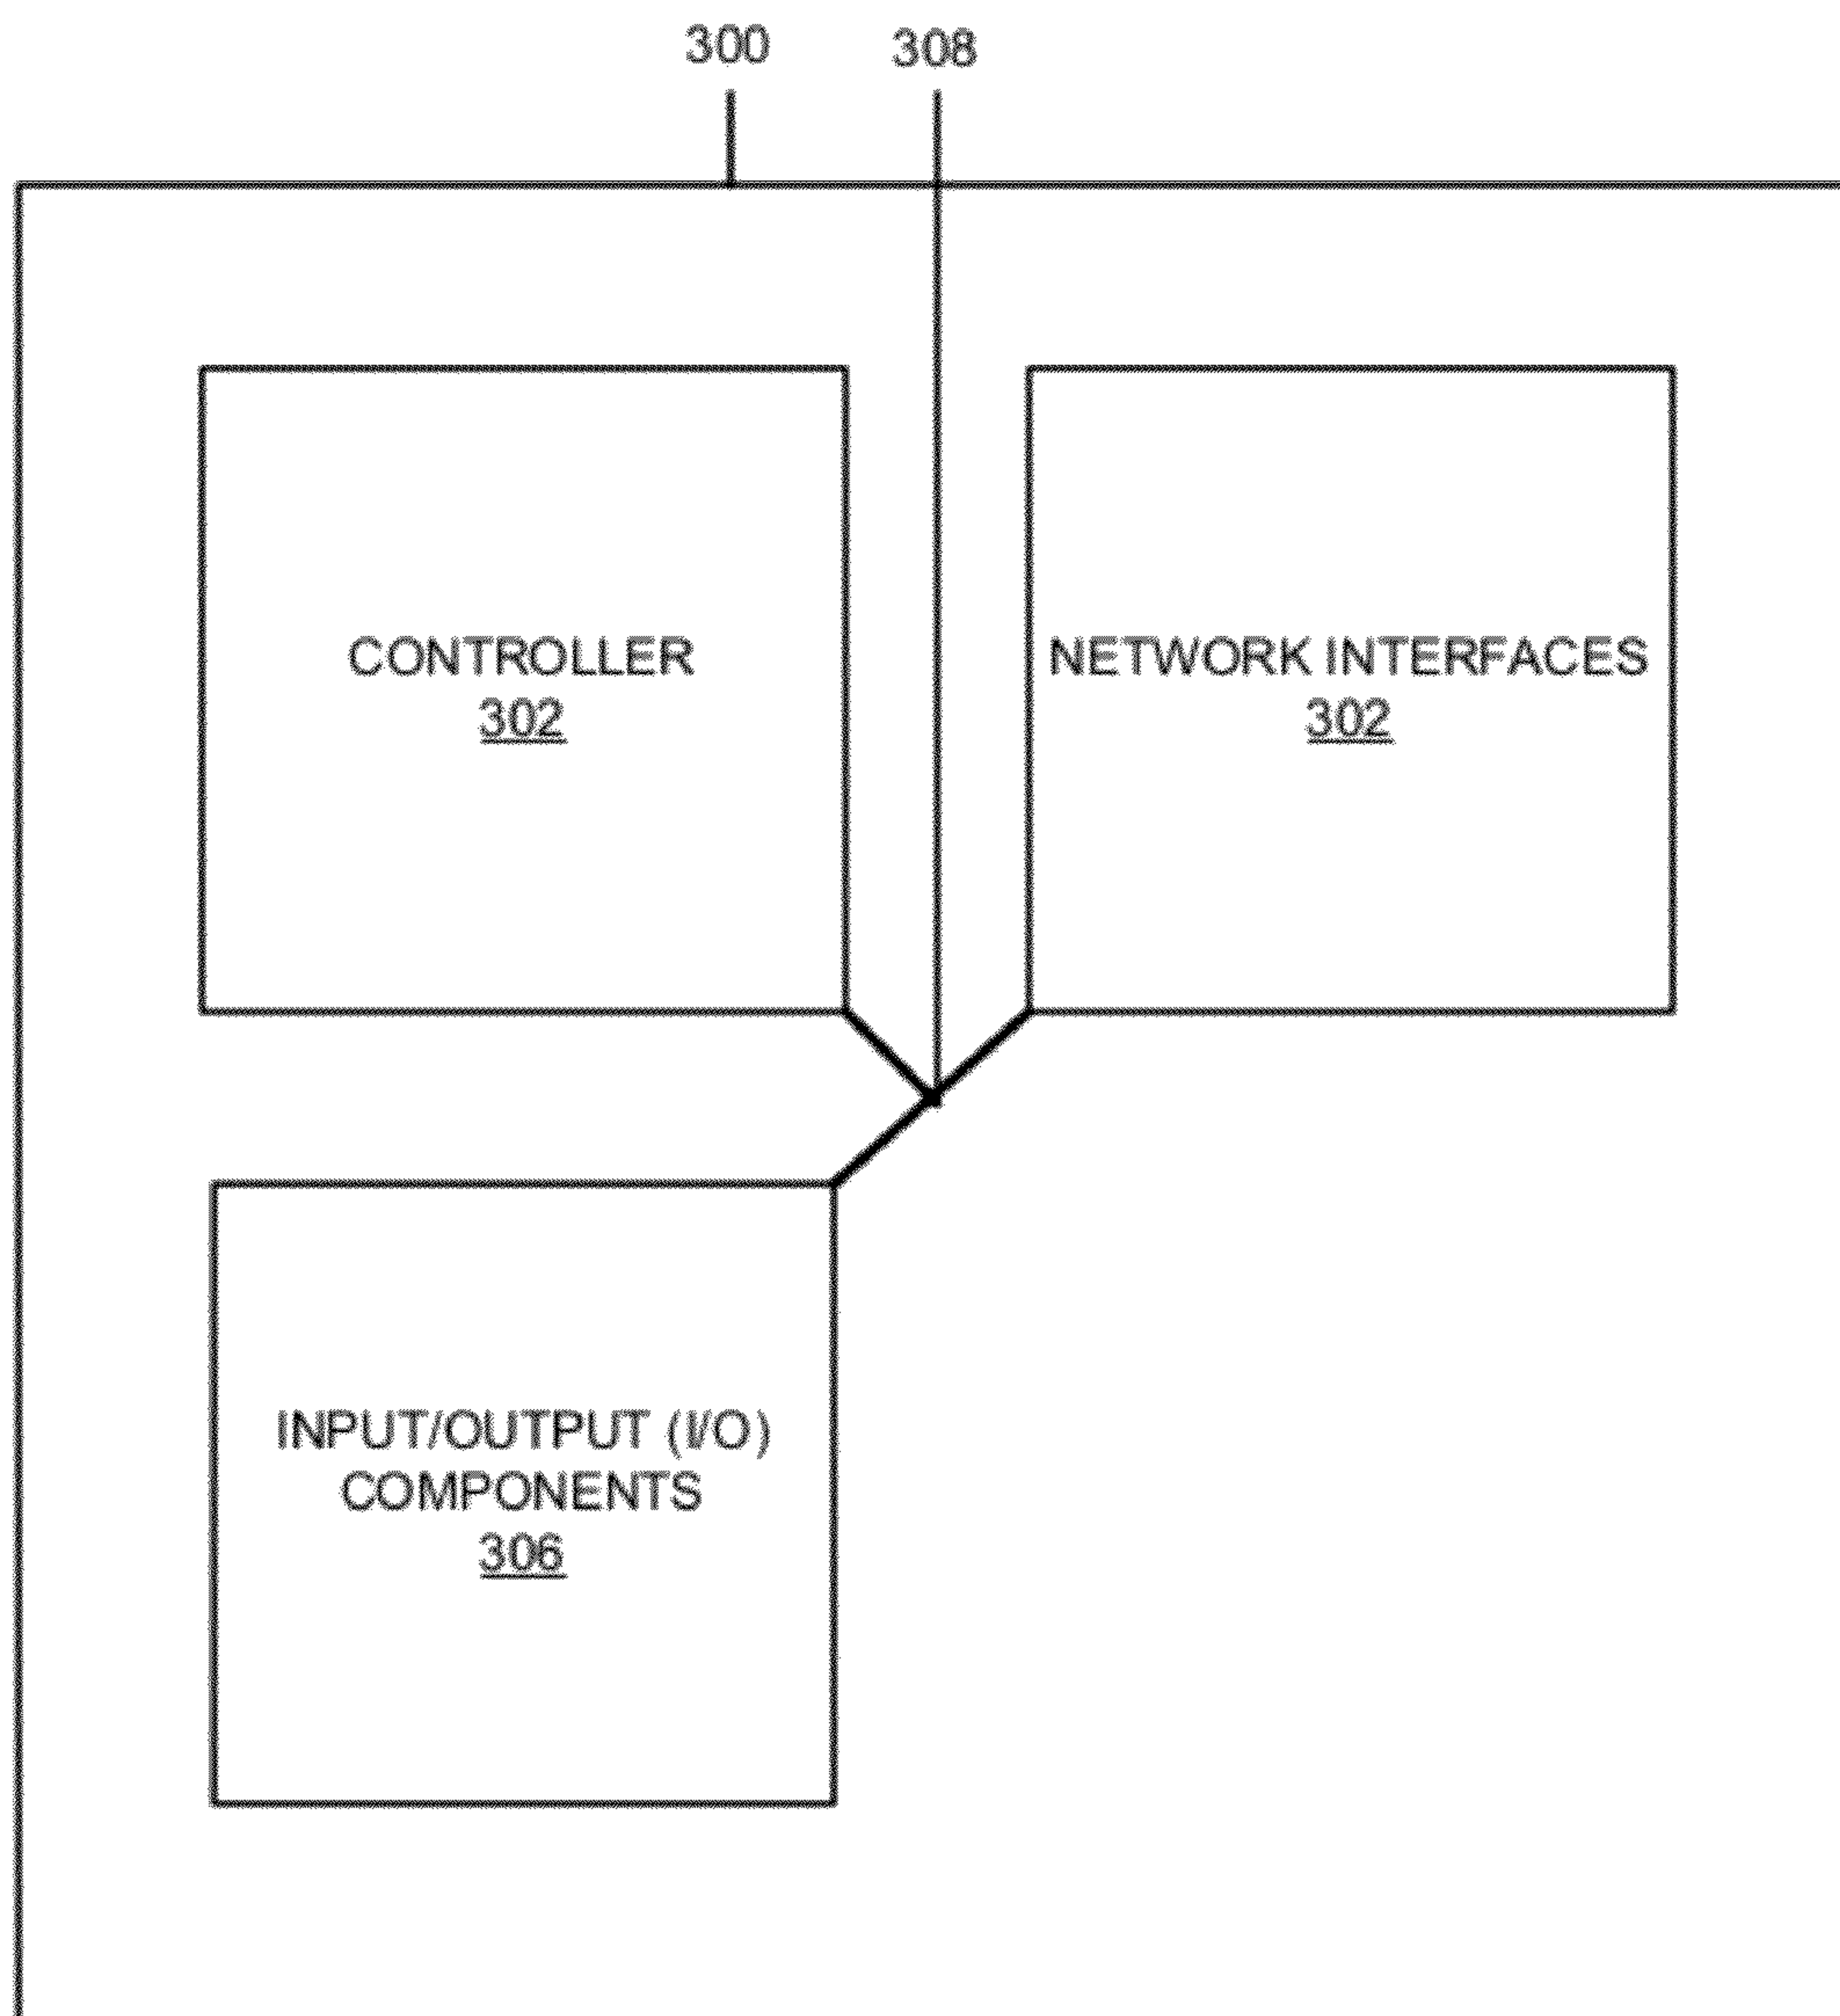 300
308
CONTROLLER
302
NETWORK INTERFACES
302
INPUT/OUTPUT (I/O)
COMPONENTS
306